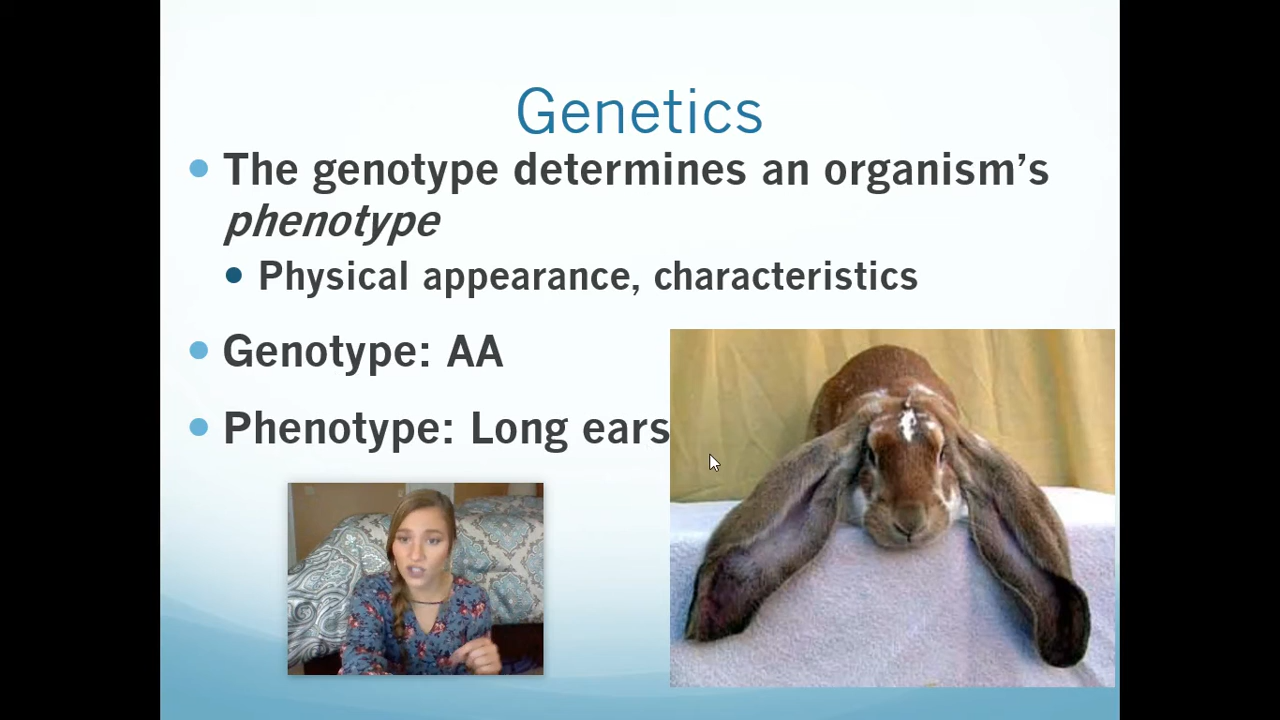 Genetics
The genotype determines an organism's
phenotype
Physical appearance, characteristics
Genotype: AA
Phenotype: Long ears